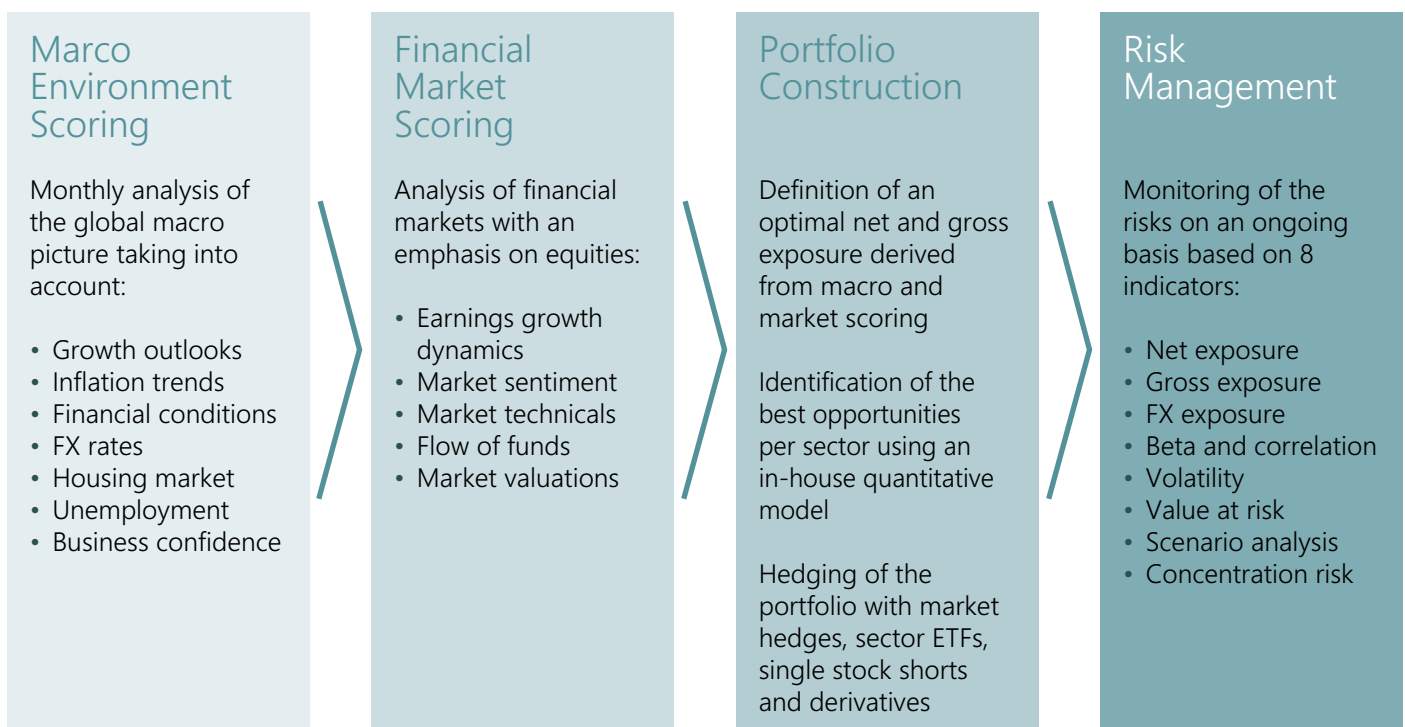 Marco
Environment
Scoring
Monthly analysis of
the global macro
picture taking into
account:
• Growth outlooks
• Inflation trends
• Financial conditions
• FX rates
• Housing market
• Unemployment
• Business confidence
Financial
Market
Scoring
Analysis of financial
markets with an
emphasis on equities:
• Earnings growth
dynamics
• Market sentiment
• Market technicals
• Flow of funds
• Market valuations
Portfolio
Construction
Definition of an
optimal net and gross
exposure derived
from macro and
market scoring
Identification of the
best opportunities
per sector using an
in-house quantitative
model
Hedging of the
portfolio with market
hedges, sector ETFs,
single stock shorts
and derivatives
Risk
Management
Monitoring of the
risks on an ongoing
basis based on 8
indicators:
• Net exposure
• Gross exposure
• FX exposure
• Beta and correlation
• Volatility
• Value at risk
• Scenario analysis
• Concentration risk